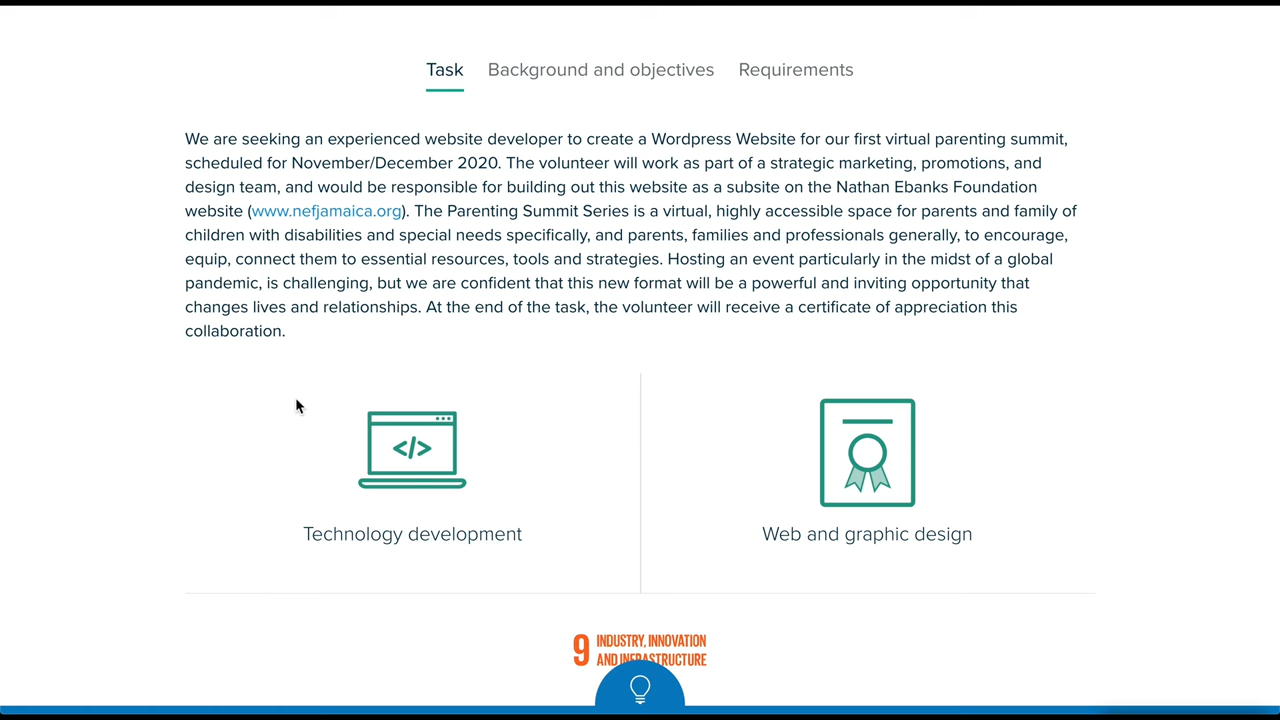 Task Background and objectives Requirements
We are seeking an experienced website developer to create a Wordpress Website for our first virtual parenting summit,
scheduled for November/December 2020. The volunteer will work as part of a strategic marketing, promotions, and
design team, and would be responsible for building out this website as a subsite on the Nathan Ebanks Foundation
website (www.nefjamaica.org). The Parenting Summit Series is a virtual, highly accessible space for parents and family of
children with disabilities and special needs specifically, and parents, families and professionals generally, to encourage,
equip, connect them to essential resources, tools and strategies. Hosting an event particularly in the midst of a global
pandemic, is challenging, but we are confident that this new format will be a powerful and inviting opportunity that
changes lives and relationships. At the end of the task, the volunteer will receive a certificate of appreciation this
collaboration.
</>
Technology development
Web and graphic design
9 INDUSTRY, INNOVATION
AND INFRASTRUCTURE